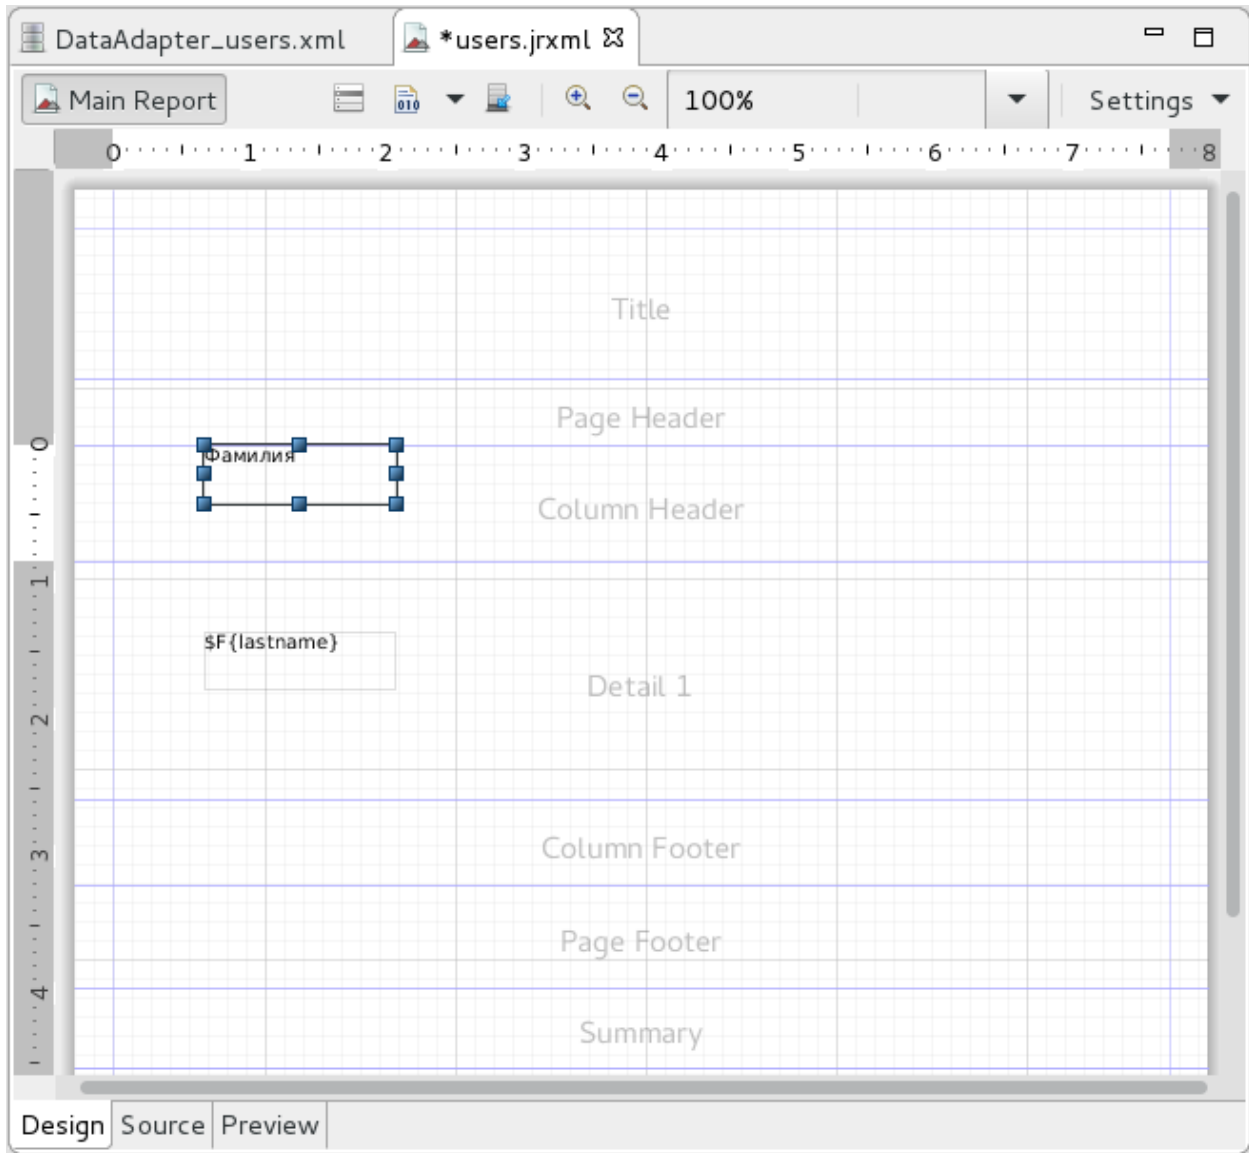 DataAdapter_users.xml *users.jrxml
Main Report 010 100% Settings
0 1 2 3 4 5 6 7 8
Title
Page Header
0
Фамилия
Column Header
1
$F{lastname}
Detail 1
2
Column Footer
3
Page Footer
4
Summary
Design Source Preview